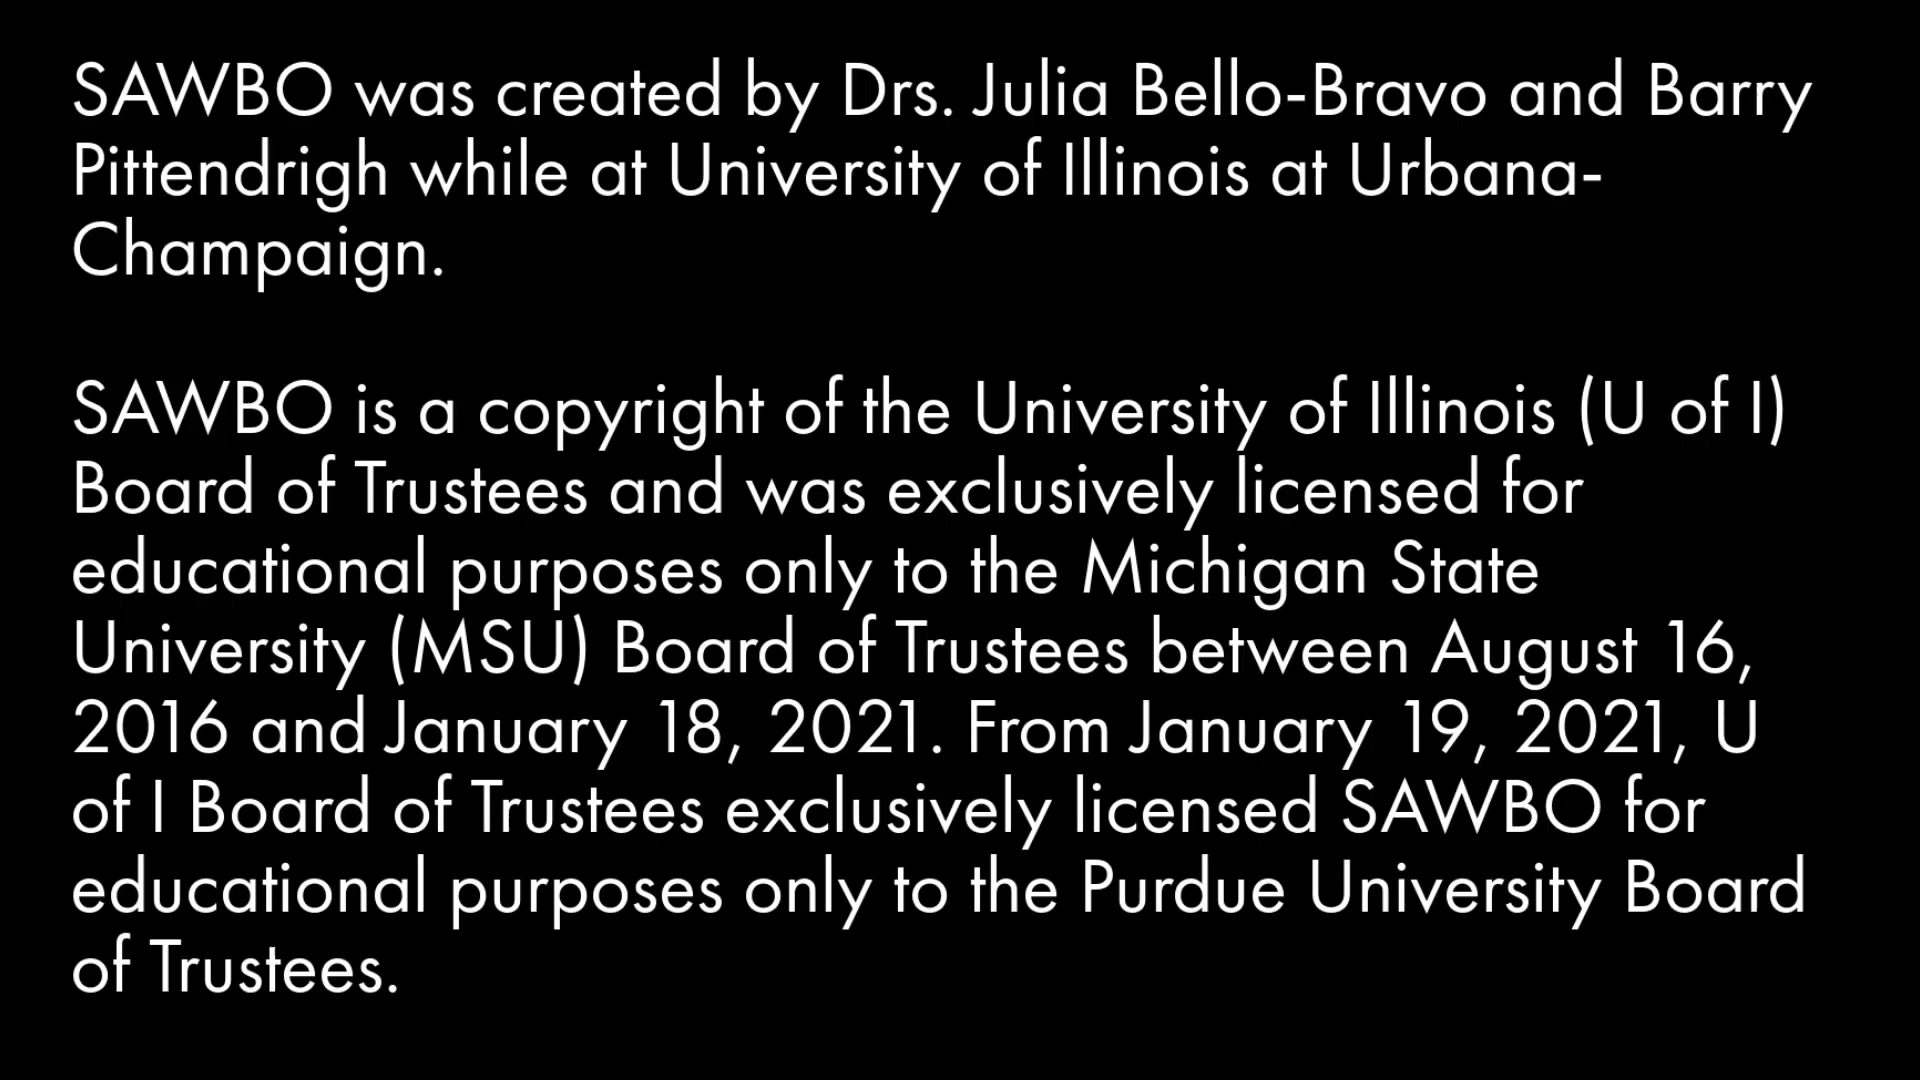 SAWBO was created by Drs. Julia Bello-Bravo and Barry
Pittendrigh while at University of Illinois at Urbana-
Champaign.
SAWBO is a copyright of the University of Illinois (U of I)
Board of Trustees and was exclusively licensed for
educational purposes only to the Michigan State
University (MSU) Board of Trustees between August 16,
2016 and January 18, 2021. From January 19, 2021, U
of I Board of Trustees exclusively licensed SAWBO for
educational purposes only to the Purdue University Board
of Trustees.